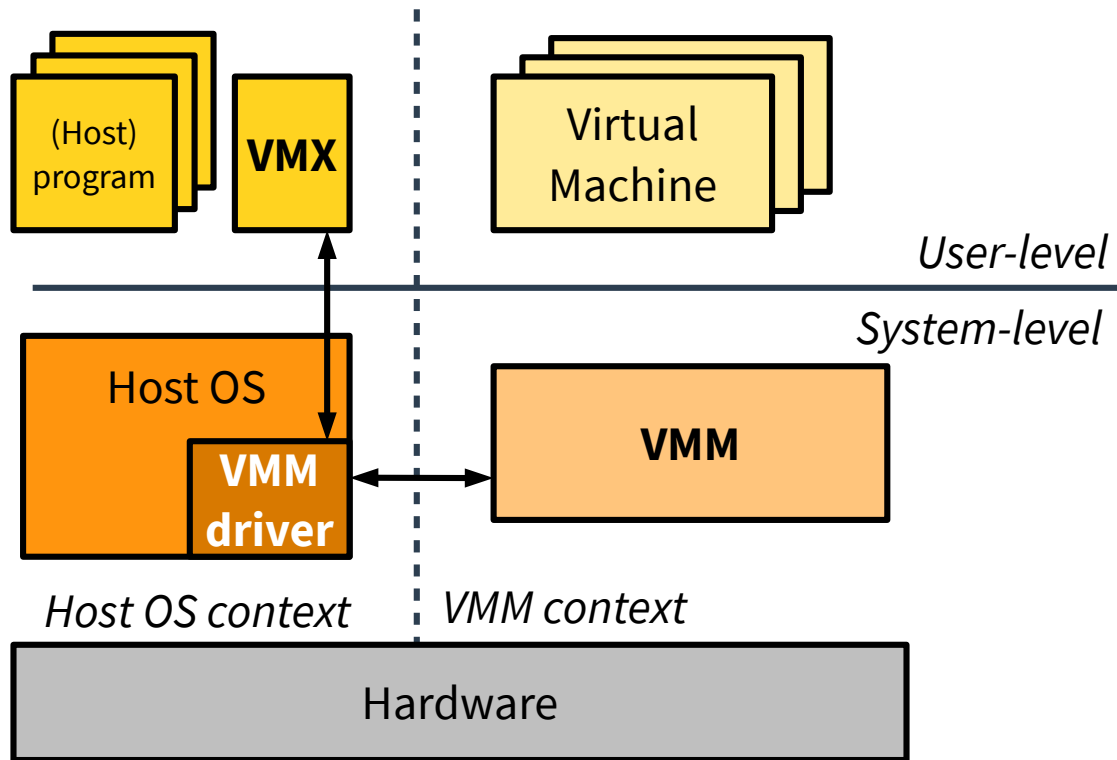 (Host)
program
VMX
Virtual
Machine
User-level
System-level
Host OS
VMM
driver
VMM
Host OS context
VMM context
Hardware